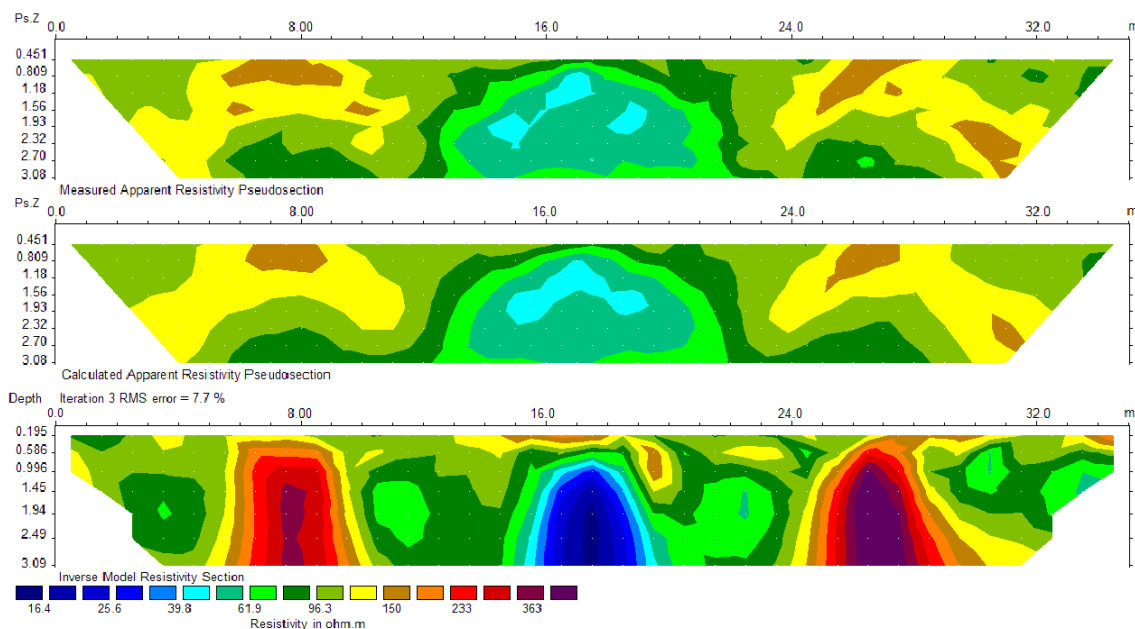 Ps.Z 0.0 8.00 16.0 24.0 32.0 m
0.451
0.809
1.18
1.56
1.93
2.32
2.70
3.08
Measured Apparent Resistivity Pseudosection
Ps.Z 0.0 8.00 16.0 24.0 32.0 m
0.451
0.809
1.18
1.56
1.93
2.32
2.70
3.08
Calculated Apparent Resistivity Pseudosection
Depth Iteration 3 RMS error = 7.7 %
0.0 8.00 16.0 24.0 32.0 m
0.195
0.586
0.996
1.45
1.94
2.49
3.09
Inverse Model Resistivity Section
16.4 25.6 39.8 61.9 96.3 150 233 363
Resistivity in ohm.m